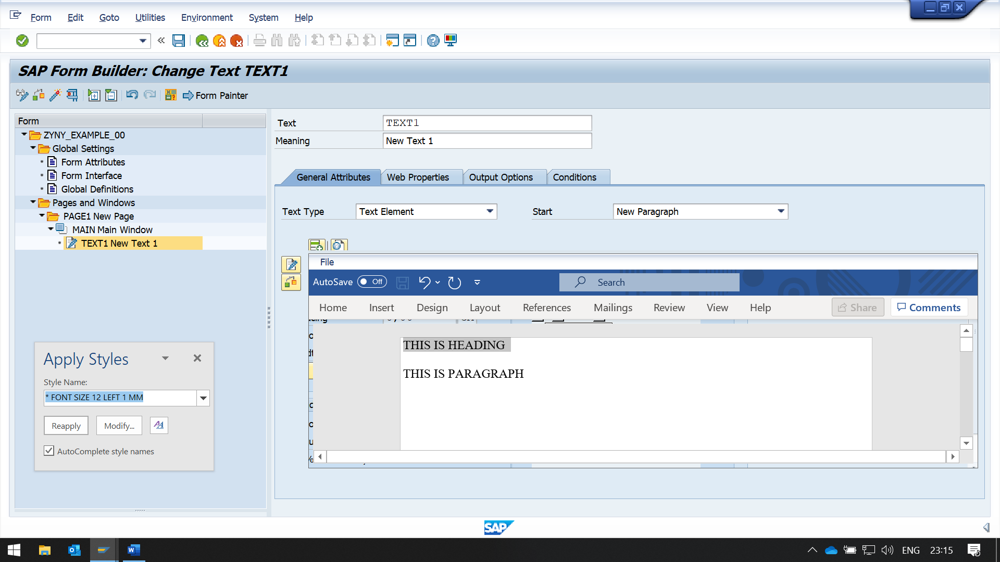 Form Edit Goto Utilities Environment System Help
SAP Form Builder: Change Text TEXT1
Form Painter
Form
ZYNY_EXAMPLE_00
Global Settings
Form Attributes
Form Interface
Global Definitions
Pages and Windows
PAGE1 New Page
MAIN Main Window
TEXT1 New Text 1
Text TEXT1
Meaning New Text 1
General Attributes Web Properties Output Options Conditions
Text Type Text Element Start New Paragraph
File
AutoSave Off Search
Home Insert Design Layout References Mailings Review View Help Share Comments
THIS IS HEADING
THIS IS PARAGRAPH
Apply Styles
Style Name:
* FONT SIZE 12 LEFT 1 MM
Reapply Modify...
AutoComplete style names
SAP
ENG 23:15